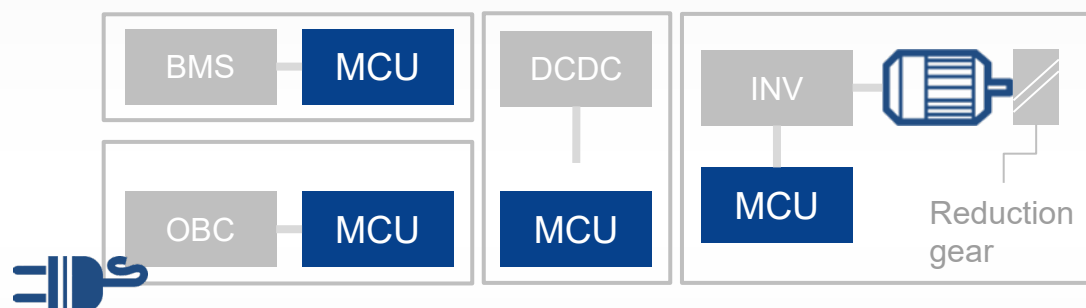 BMS
MCU
OBC
MCU
DCDC
MCU
INV
MCU
Reduction
gear